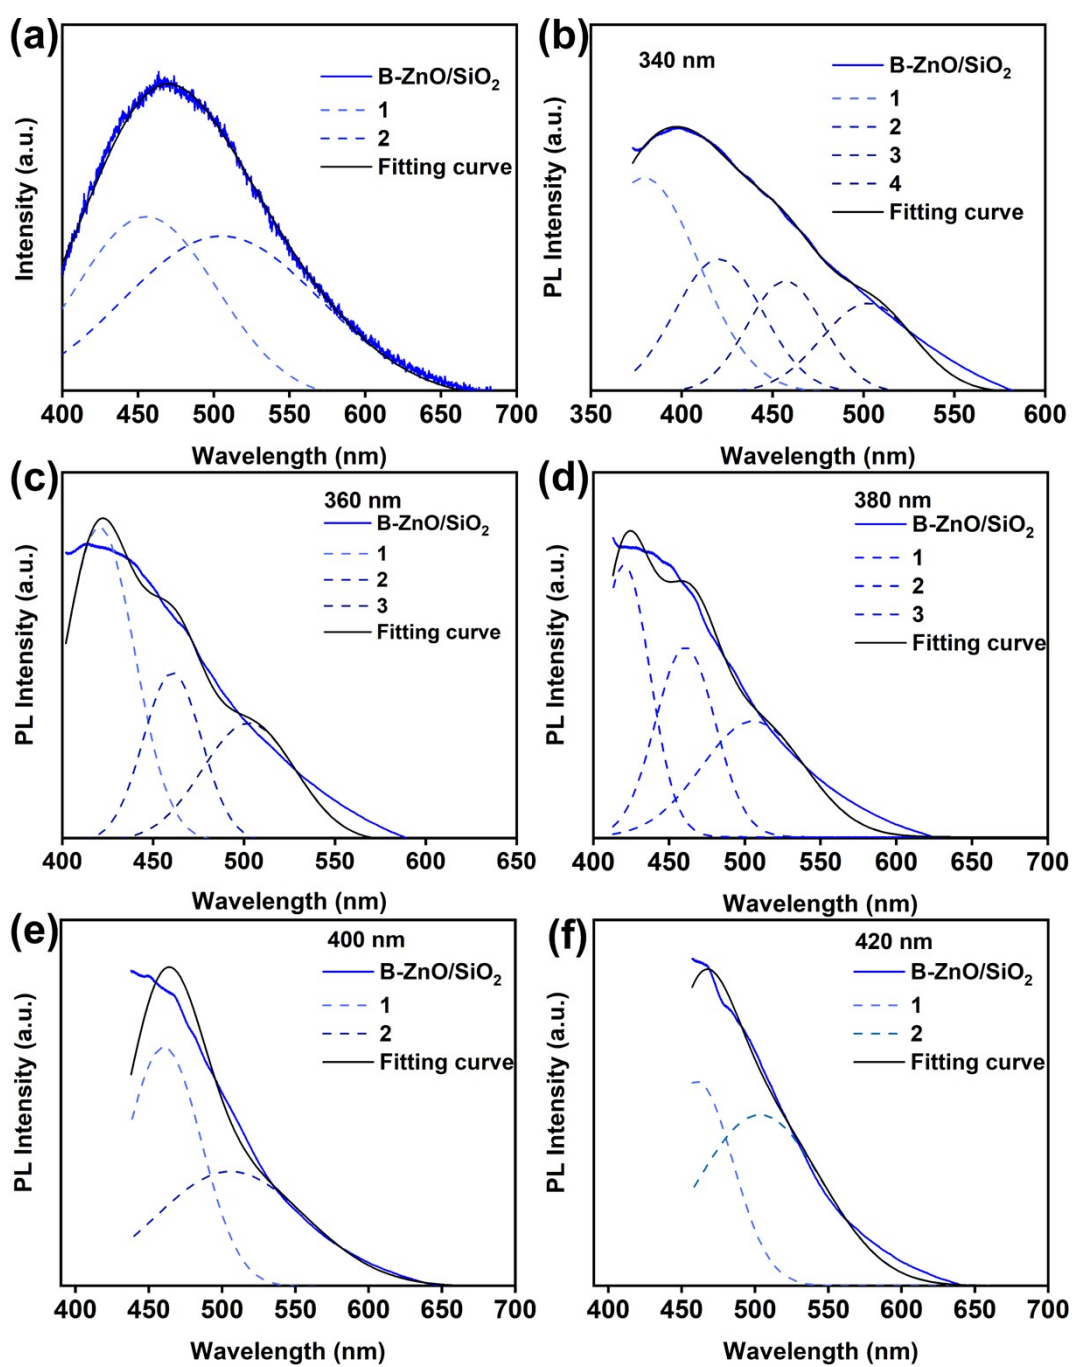 (a)
B-ZnO/SiO₂
1
2
Fitting curve
Intensity (a.u.)
400 450 500 550 600 650 700
Wavelength (nm)
(b)
340 nm
B-ZnO/SiO₂
1
2
3
4
Fitting curve
PL Intensity (a.u.)
350 400 450 500 550 600
Wavelength (nm)
(c)
360 nm
B-ZnO/SiO₂
1
2
3
Fitting curve
PL Intensity (a.u.)
400 450 500 550 600 650
Wavelength (nm)
(d)
380 nm
B-ZnO/SiO₂
1
2
3
Fitting curve
PL Intensity (a.u.)
400 450 500 550 600 650 700
Wavelength (nm)
(e)
400 nm
B-ZnO/SiO₂
1
2
Fitting curve
PL Intensity (a.u.)
400 450 500 550 600 650 700
Wavelength (nm)
(f)
420 nm
B-ZnO/SiO₂
1
2
Fitting curve
PL Intensity (a.u.)
400 450 500 550 600 650 700
Wavelength (nm)